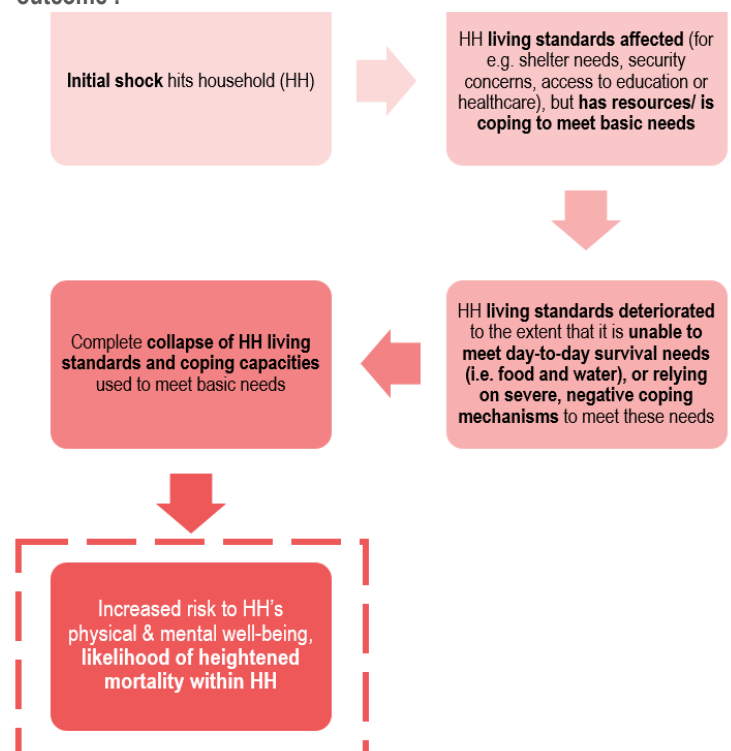 outcome .
Initial shock hits household (HH)
HH living standards affected (for
e.g. shelter needs, security
concerns, access to education or
healthcare), but has resources/ is
coping to meet basic needs
HH living standards deteriorated
to the extent that it is unable to
meet day-to-day survival needs
(i.e. food and water), or relying
on severe, negative coping
mechanisms to meet these needs
Complete collapse of HH living
standards and coping capacities
used to meet basic needs
Increased risk to HH’s
physical & mental well-being,
likelihood of heightened
mortality within HH